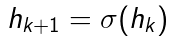 h_{k+1} = σ(h_k)